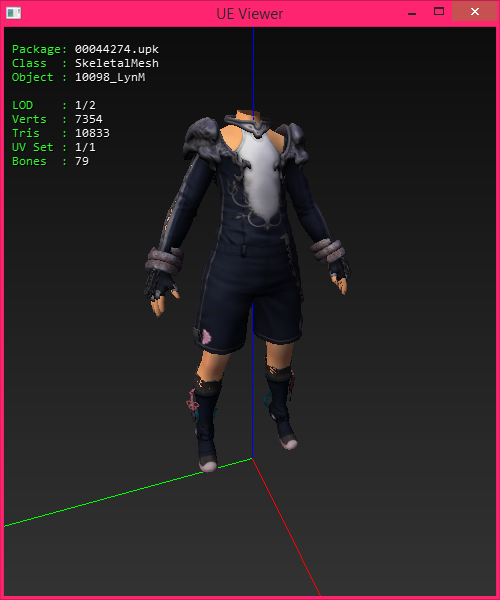 UE Viewer
Package: 00044274.upk
Class : SkeletalMesh
Object : 10098_LynM
LOD : 1/2
Verts : 7354
Tris : 10833
UV Set : 1/1
Bones : 79